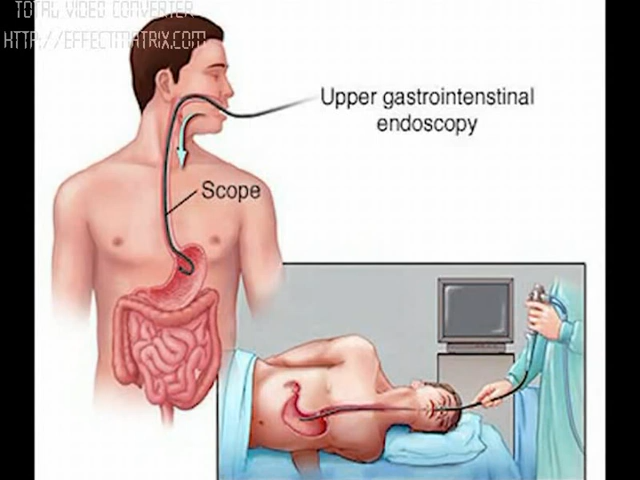 TOTAL VIDEO CONVERTER
HTTP://EFFECTMATRIX.COM
Upper gastrointenstinal
endoscopy
Scope